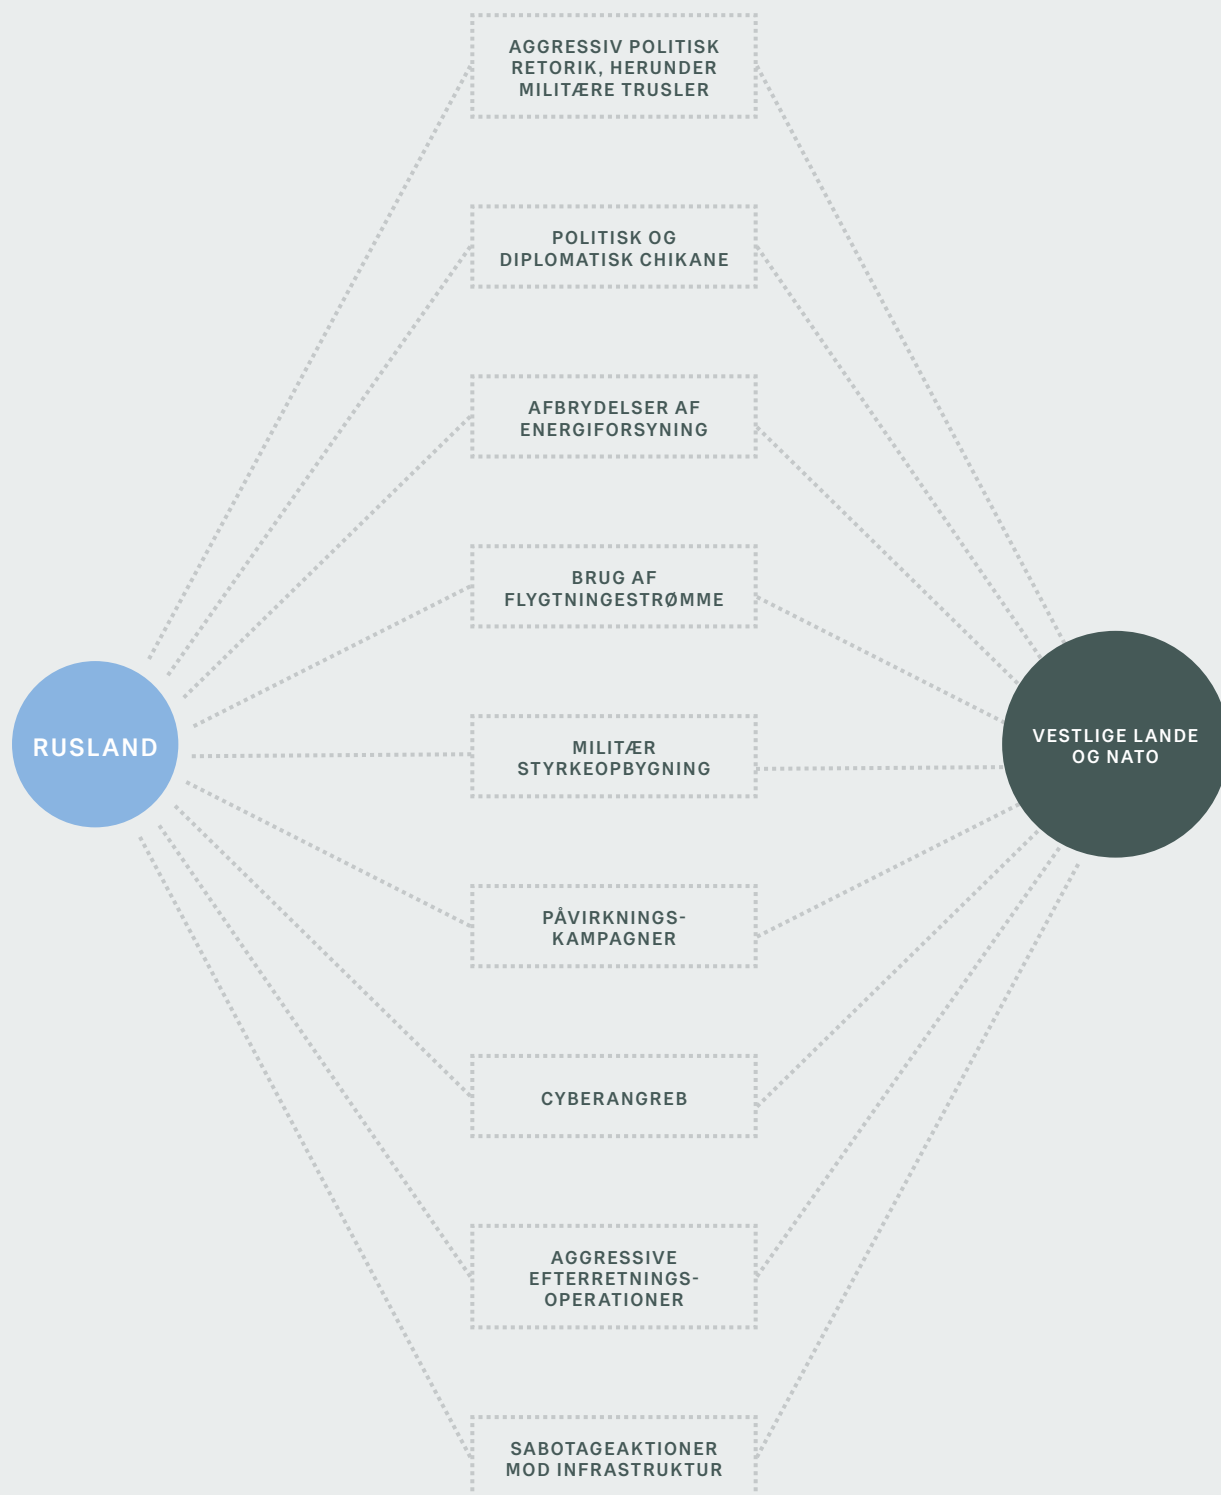 AGGRESSIV POLITISK
RETORIK, HERUNDER
MILITÆRE TRUSLER
POLITISK OG
DIPLOMATISK CHIKANE
AFBRYDELSER AF
ENERGIFORSYNING
BRUG AF
FLYGTNINGESTRØMME
RUSLAND
MILITÆR
STYRKEOPBYGNING
VESTLIGE LANDE
OG NATO
PÅVIRKNINGS-
KAMPAGNER
CYBERANGREB
AGGRESSIVE
EFTERRETNINGS-
OPERATIONER
SABOTAGEAKTIONER
MOD INFRASTRUKTUR